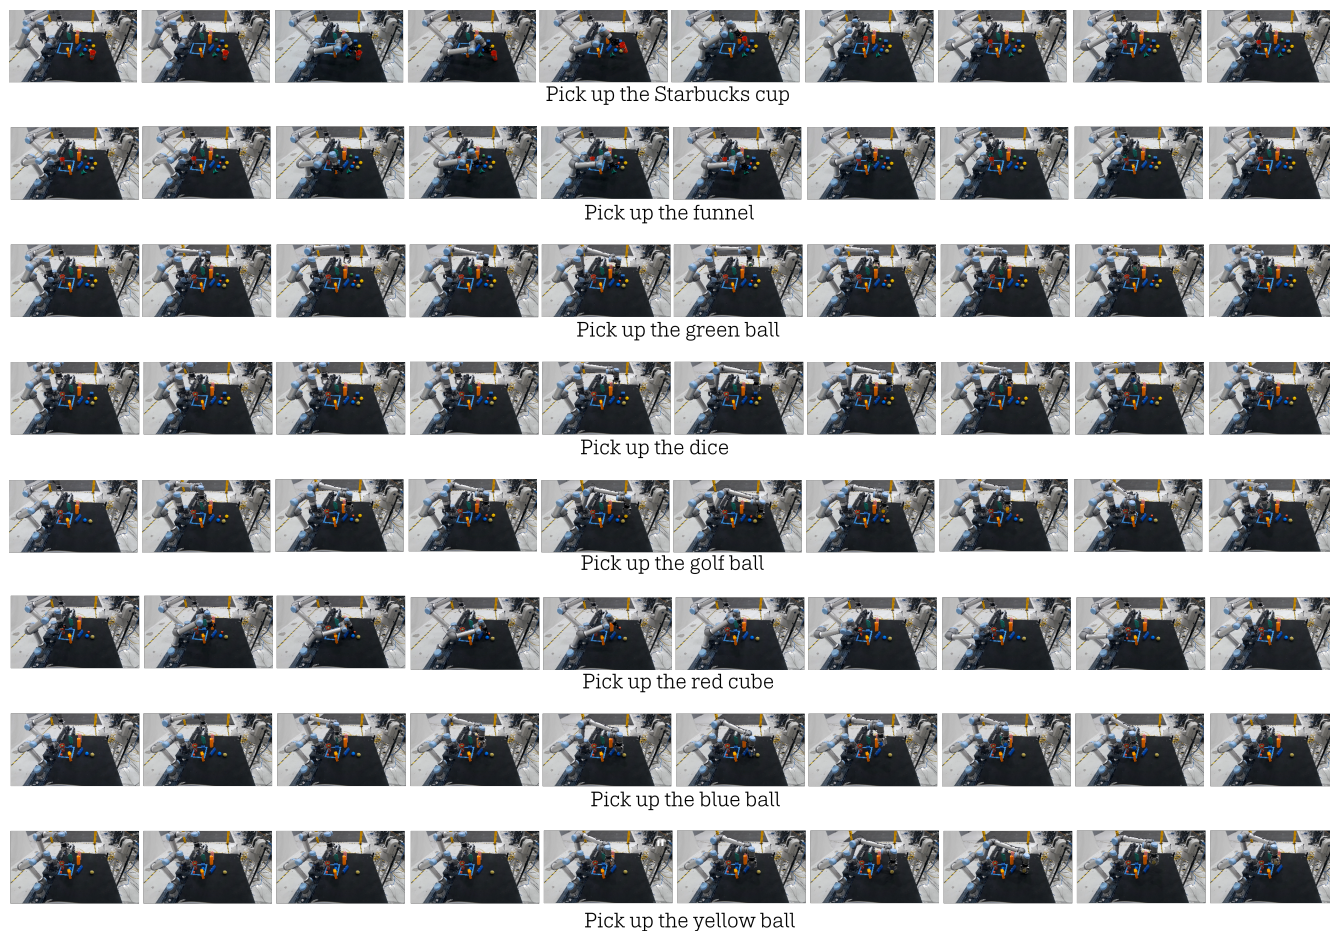 Pick up the Starbucks cup
Pick up the funnel
Pick up the green ball
Pick up the dice
Pick up the golf ball
Pick up the red cube
Pick up the blue ball
Pick up the yellow ball